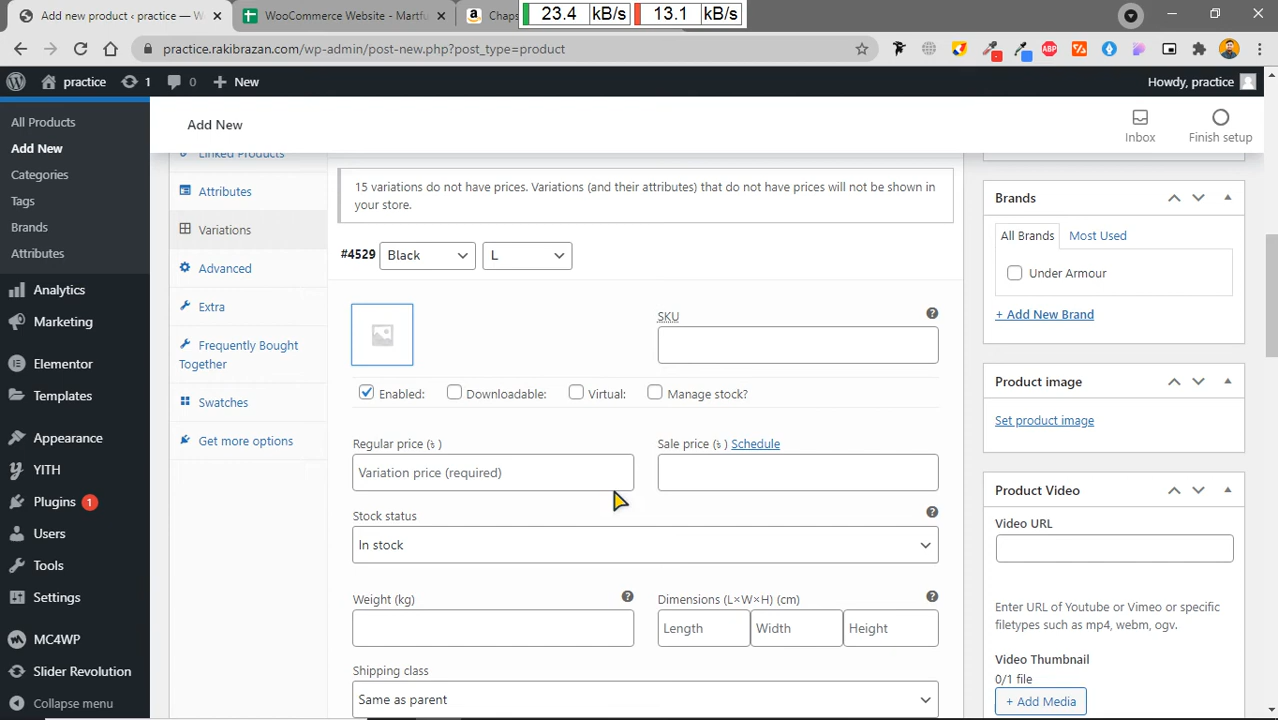 Add new product ‹ practice — W
WooCommerce Website - Martfu
Chaps
23.4 kB/s 13.1 kB/s
practice.rakibrazan.com/wp-admin/post-new.php?post_type=product
practice 1 0 New Howdy, practice
All Products
Add New
Categories
Tags
Brands
Attributes
Analytics
Marketing
Elementor
Templates
Appearance
YITH
Plugins 1
Users
Tools
Settings
MC4WP
Slider Revolution
Collapse menu
Add New
Inbox
Finish setup
Linked Products
Attributes
Variations
Advanced
Extra
Frequently Bought
Together
Swatches
Get more options
15 variations do not have prices. Variations (and their attributes) that do not have prices will not be shown in
your store.
#4529 Black L
SKU
Enabled: Downloadable: Virtual: Manage stock?
Regular price (৳ )
Variation price (required)
Sale price (৳ ) Schedule
Stock status
In stock
Weight (kg)
Dimensions (L×W×H) (cm)
Length Width Height
Shipping class
Same as parent
Brands
All Brands Most Used
Under Armour
+ Add New Brand
Product image
Set product image
Product Video
Video URL
Enter URL of Youtube or Vimeo or specific
filetypes such as mp4, webm, ogv.
Video Thumbnail
0/1 file
+ Add Media